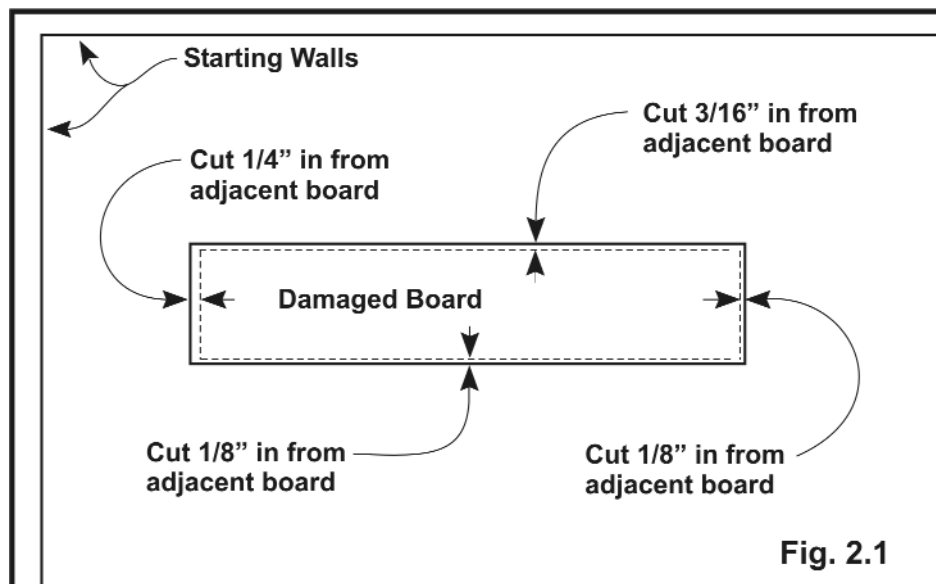 Starting Walls
Cut 3/16” in from
adjacent board
Cut 1/4” in from
adjacent board
Damaged Board
Cut 1/8” in from
adjacent board
Cut 1/8” in from
adjacent board
Fig. 2.1